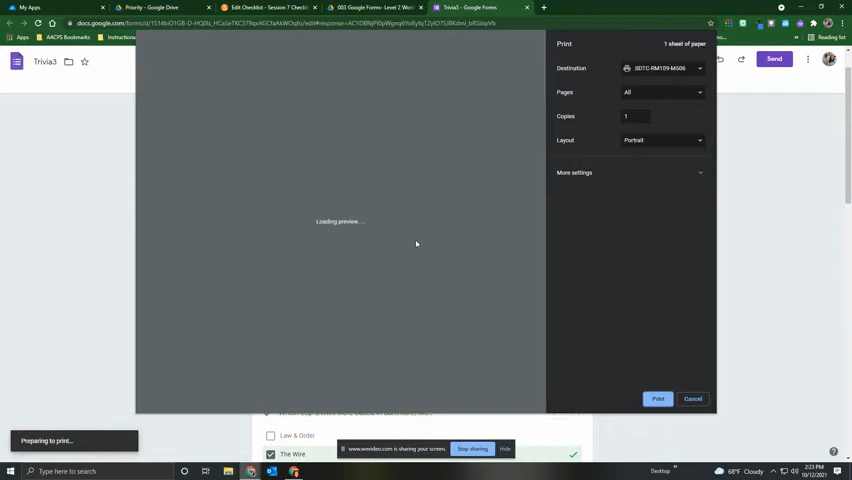 My Apps
Priority - Google Drive
Edit Checklist - Session 7 Checkl
003 Google Forms- Level 2 Wor
Trivia3 - Google Forms
Apps
AACPS Bookmarks
Instructiona
Reading list
Trivia3
Send
Print
1 sheet of paper
Destination
SDTC-RM109-M506
Pages
All
Copies
1
Layout
Portrait
More settings
Loading preview...
Print
Cancel
Preparing to print...
Law & Order
The Wire
www.wevideo.com is sharing your screen.
Stop sharing
Hide
Type here to search
Desktop
68°F Cloudy
2:23 PM
10/12/2021